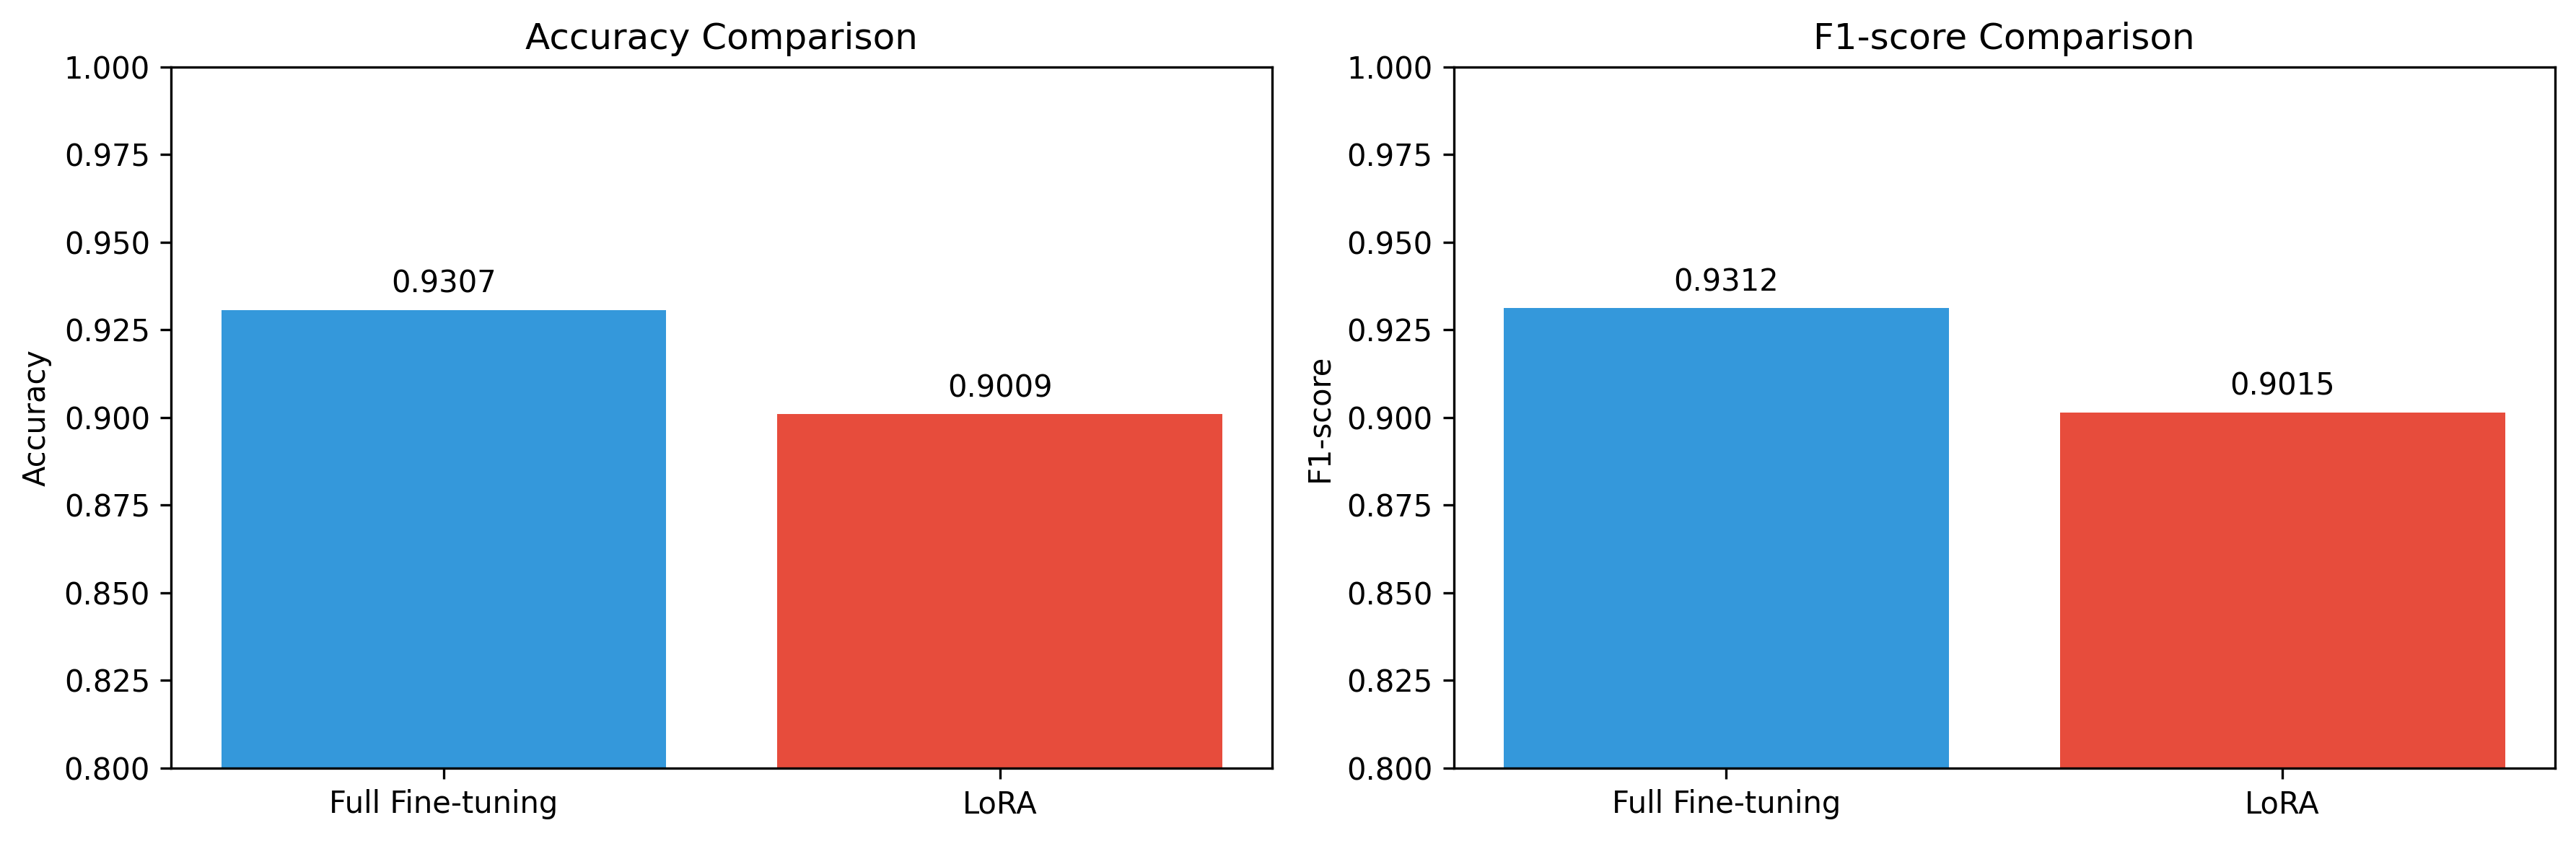 Accuracy Comparison
Accuracy
1.000
0.975
0.950
0.925
0.900
0.875
0.850
0.825
0.800
0.9307
0.9009
Full Fine-tuning
LoRA
F1-score Comparison
F1-score
1.000
0.975
0.950
0.925
0.900
0.875
0.850
0.825
0.800
0.9312
0.9015
Full Fine-tuning
LoRA